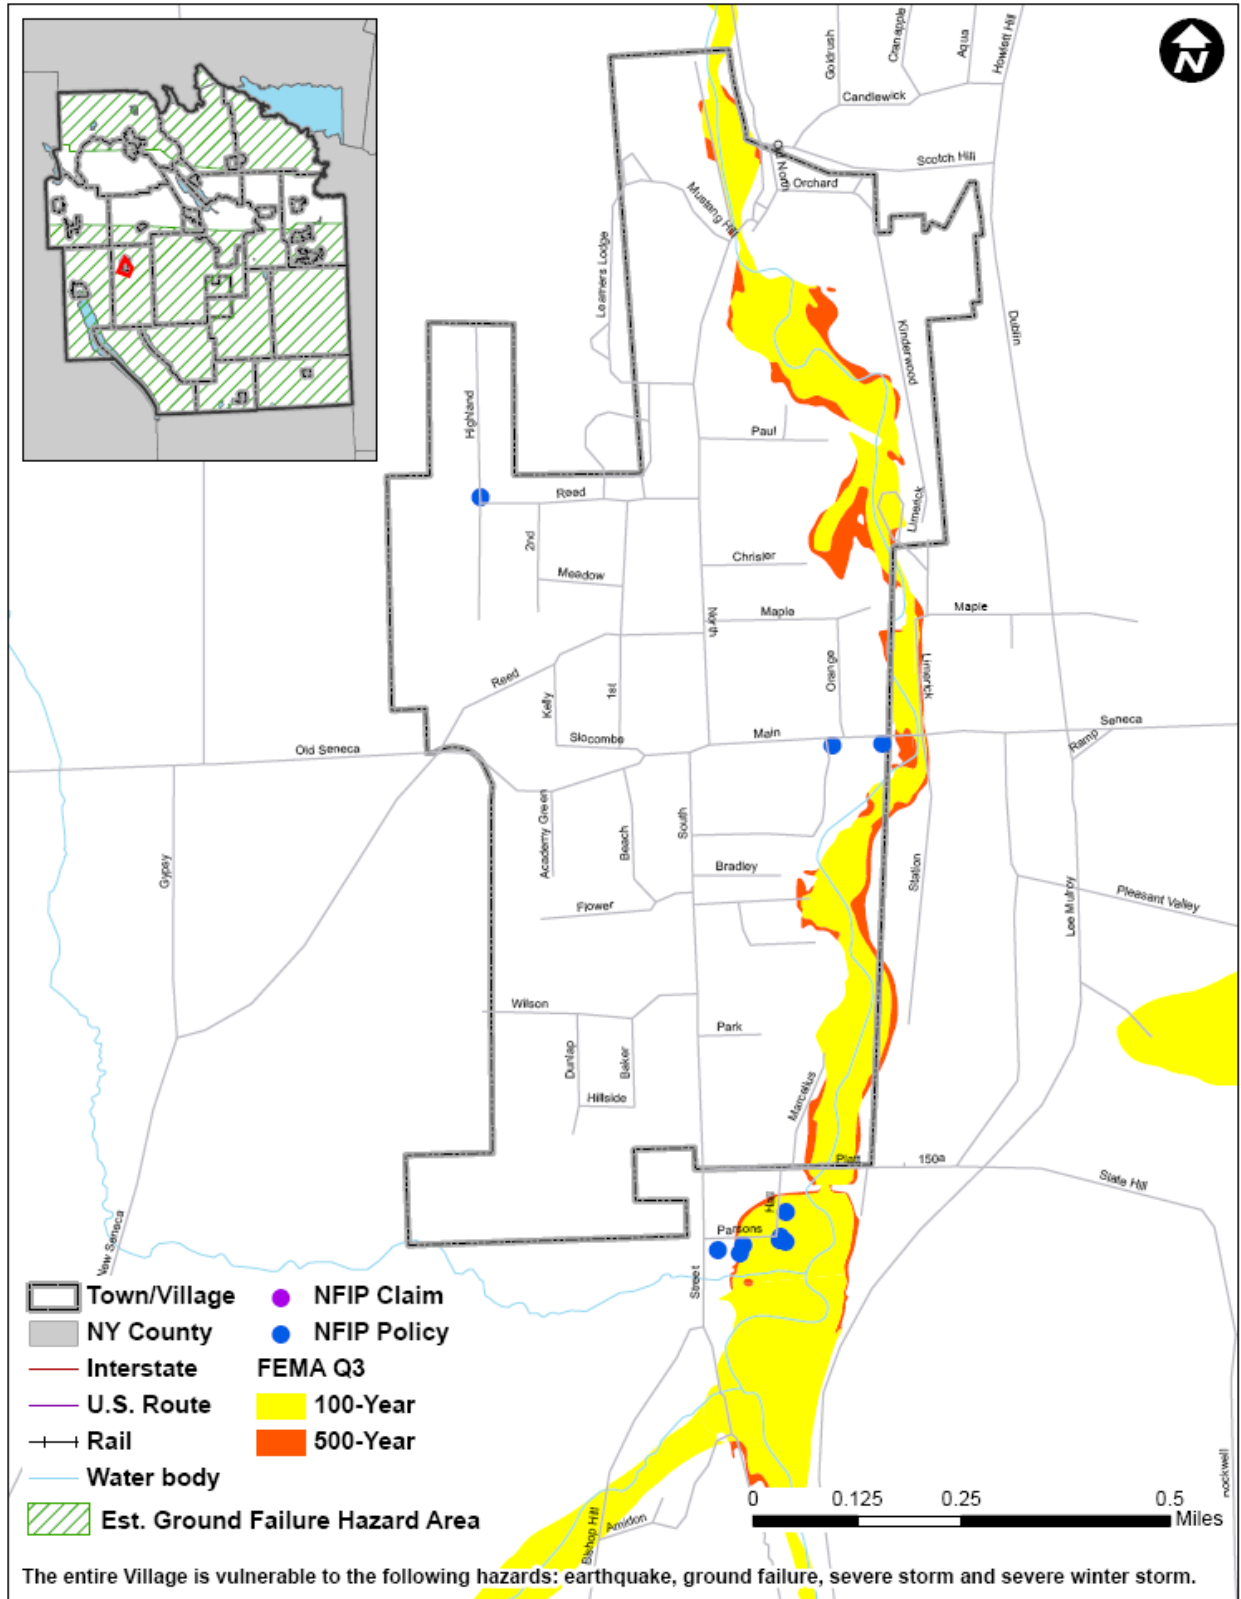 N
Goldrush
Cranapple
Aqua
Howlett Hill
Candlewick
Scotch Hill
Old North
Orchard
Mustang Hill
Learners Lodge
Kinderwood
Dublin
Highland
Paul
Reed
Limerick
2nd
Chrisler
Meadow
North
Maple
Maple
Reed
Kelly
1st
Orange
Limerick
Slocombe
Main
Seneca
Ramp
Old Seneca
Academy Green
Beach
South
Gypsy
Bradley
Station
Lee Mulroy
Pleasant Valley
Flower
Wilson
Park
Dunlap
Baker
Marcellus
Hillside
Platt
150a
Slate Hill
Hall
Parsons
New Seneca
Street
Town/Village
NFIP Claim
NY County
NFIP Policy
Interstate
FEMA Q3
U.S. Route
100-Year
Rail
500-Year
Water body
Rockwell
0 0.125 0.25 0.5
Miles
Est. Ground Failure Hazard Area
Bishop Hill
Amidon
The entire Village is vulnerable to the following hazards: earthquake, ground failure, severe storm and severe winter storm.